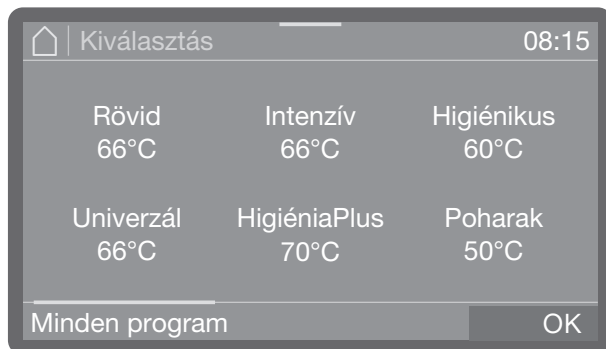 Kiválasztás 08:15
Rövid Intenzív Higiénikus
66°C 66°C 60°C
Univerzál HigiéniaPlus Poharak
66°C 70°C 50°C
Minden program OK